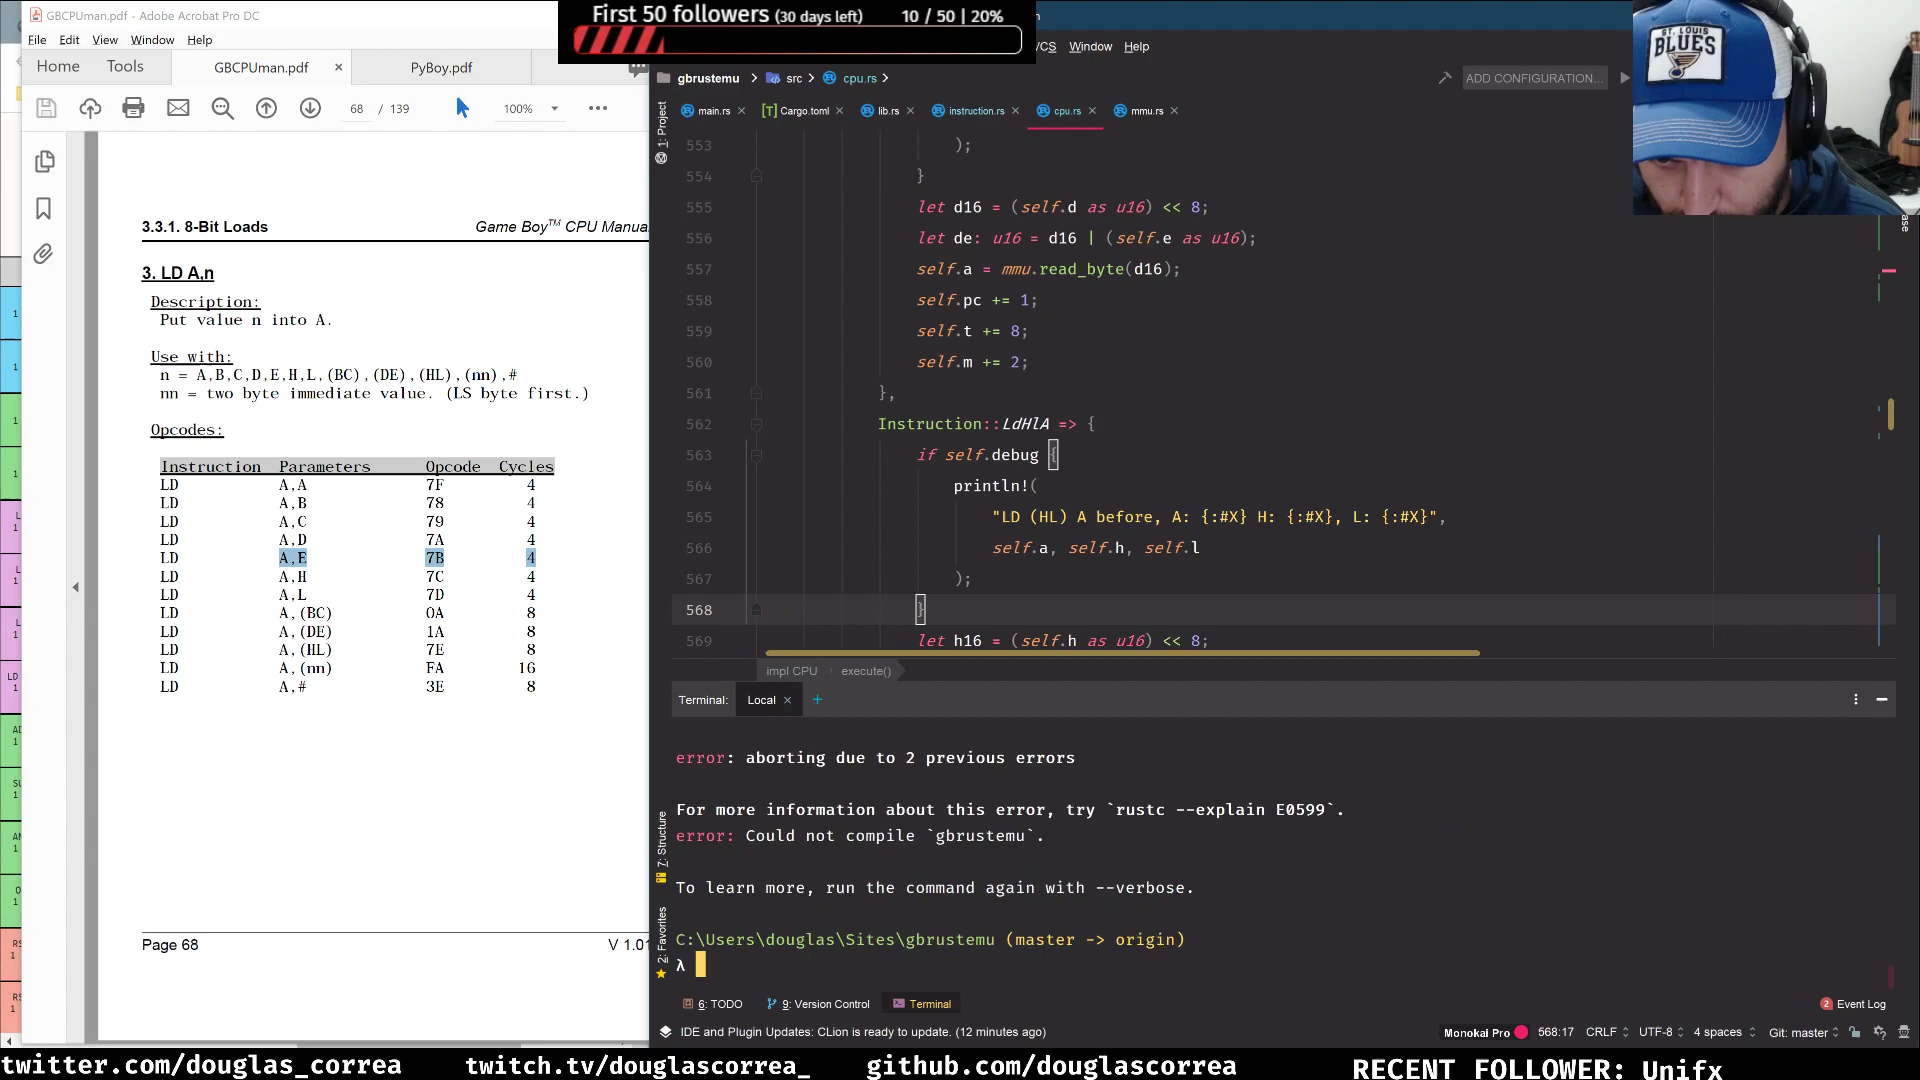 GBCPUman.pdf - Adobe Acrobat Pro DC
File Edit View Window Help
Home Tools GBCPUman.pdf × PyBoy.pdf
68 / 139 100%
3.3.1. 8-Bit Loads Game Boy™ CPU Manua
3. LD A,n
Description:
Put value n into A.
Use with:
n = A,B,C,D,E,H,L,(BC),(DE),(HL),(nn),#
nn = two byte immediate value. (LS byte first.)
Opcodes:
Instruction Parameters Opcode Cycles
LD A,A 7F 4
LD A,B 78 4
LD A,C 79 4
LD A,D 7A 4
LD A,E 7B 4
LD A,H 7C 4
LD A,L 7D 4
LD A,(BC) 0A 8
LD A,(DE) 1A 8
LD A,(HL) 7E 8
LD A,(nn) FA 16
LD A,# 3E 8
Page 68 V 1.01
First 50 followers (30 days left) 10 / 50 | 20%
VCS Window Help
gbrustemu src cpu.rs
ADD CONFIGURATION...
main.rs Cargo.toml lib.rs instruction.rs cpu.rs mmu.rs
1: Project
553 );
554 }
555 let d16 = (self.d as u16) << 8;
556 let de: u16 = d16 | (self.e as u16);
557 self.a = mmu.read_byte(d16);
558 self.pc += 1;
559 self.t += 8;
560 self.m += 2;
561 },
562 Instruction::LdHlA => {
563 if self.debug {
564 println!(
565 "LD (HL) A before, A: {:#X} H: {:#X}, L: {:#X}",
566 self.a, self.h, self.l
567 );
568 }
569 let h16 = (self.h as u16) << 8;
impl CPU execute()
Terminal: Local × +
error: aborting due to 2 previous errors
For more information about this error, try `rustc --explain E0599`.
error: Could not compile `gbrustemu`.
To learn more, run the command again with --verbose.
C:\Users\douglas\Sites\gbrustemu (master -> origin)
λ
7: Structure
2: Favorites
6: TODO 9: Version Control Terminal 2 Event Log
IDE and Plugin Updates: CLion is ready to update. (12 minutes ago) Monokai Pro 568:17 CRLF UTF-8 4 spaces Git: master
ST. LOUIS
BLUES
twitter.com/douglas_correa twitch.tv/douglascorrea_ github.com/douglascorrea RECENT FOLLOWER: Unifx